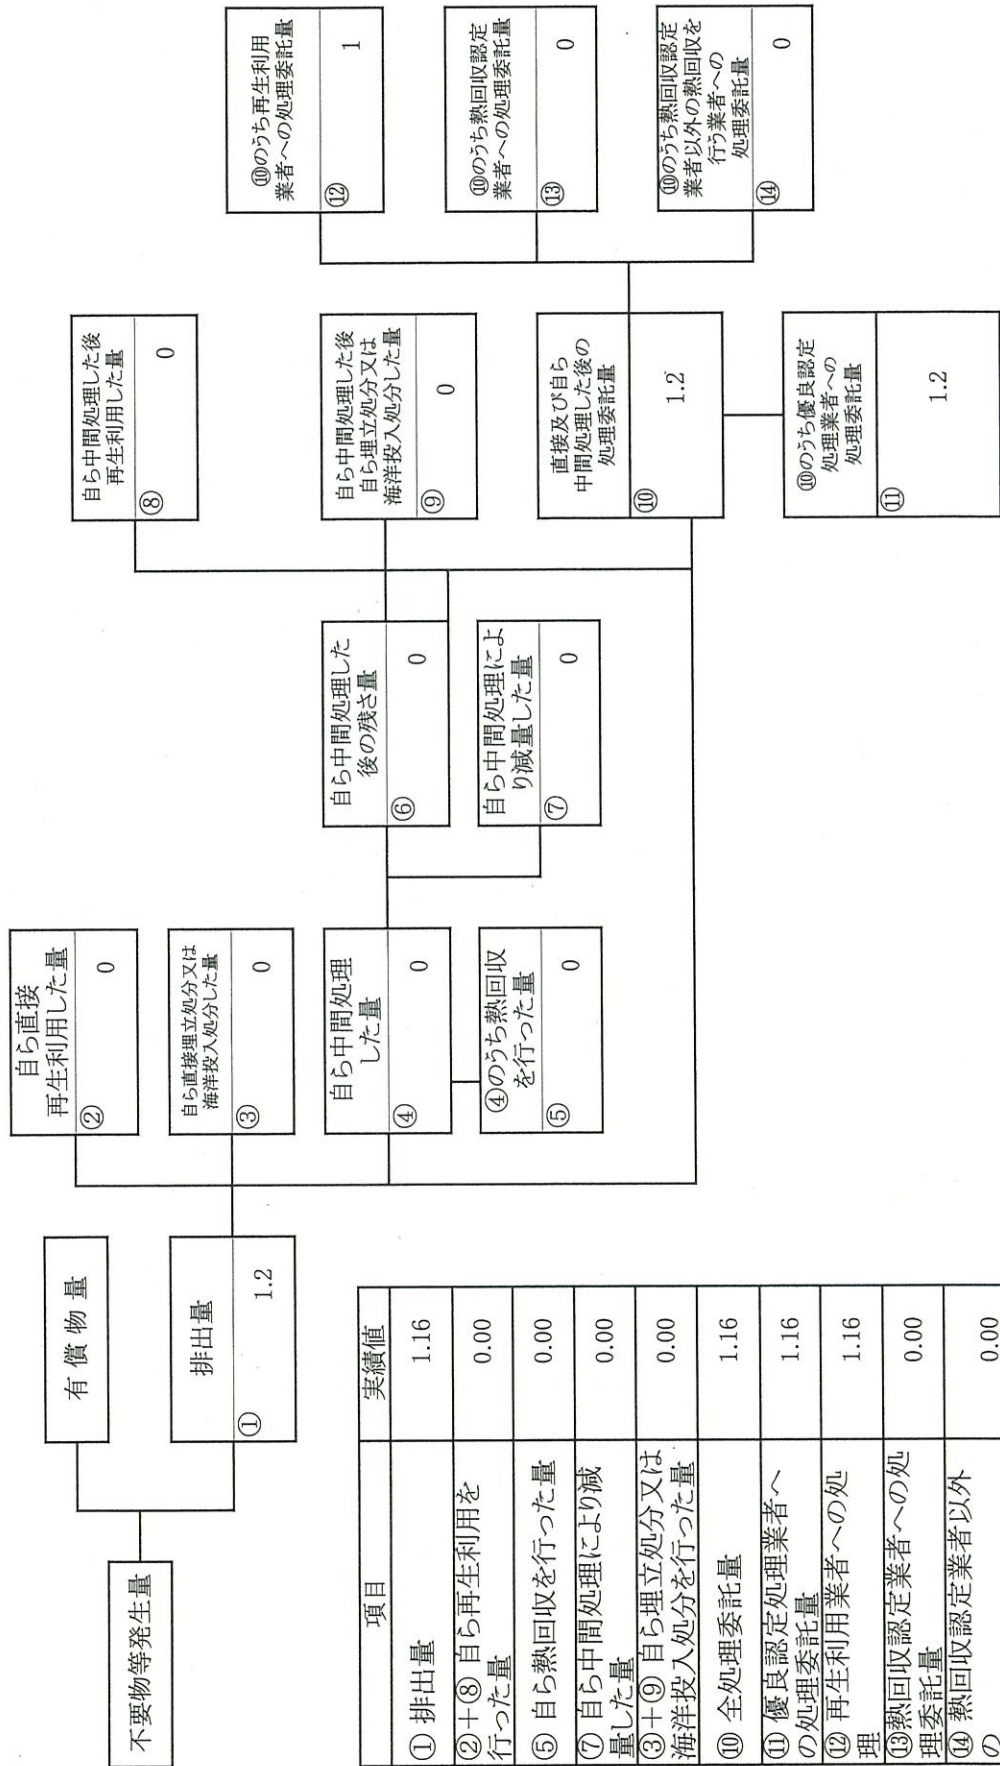 不要物等発生量
有償物量
排出量
① 1.2
自ら直接
再生利用した量
② 0
自ら直接埋立処分又は
海洋投入処分した量
③ 0
自ら中間処理
した量
④ 0
④のうち熱回収
を行った量
⑤ 0
自ら中間処理した
後の残さ量
⑥ 0
自ら中間処理によ
り減量した量
⑦ 0
自ら中間処理した後
再生利用した量
⑧ 0
自ら中間処理した後
自ら埋立処分又は
海洋投入処分した量
⑨ 0
直接及び自ら
中間処理した後の
処理委託量
⑩ 1.2
⑩のうち優良認定
処理業者への
処理委託量
⑪ 1.2
⑩のうち再生利用
業者への処理委託量
⑫ 1
⑩のうち熱回収認定
業者への処理委託量
⑬ 0
⑩のうち熱回収認定
業者以外の熱回収を
行う業者への
処理委託量
⑭ 0
項目 実績値
① 排出量 1.16
②+⑧ 自ら再生利用を
行った量 0.00
⑤ 自ら熱回収を行った量 0.00
⑦ 自ら中間処理により減
量した量 0.00
③+⑨ 自ら埋立処分又は
海洋投入処分を行った量 0.00
⑩ 全処理委託量 1.16
⑪ 優良認定処理業者へ
の処理委託量 1.16
⑫ 再生利用業者への処
理 1.16
⑬熱回収認定業者への処
理委託量 0.00
⑭ 熱回収認定業者以外
の 0.00